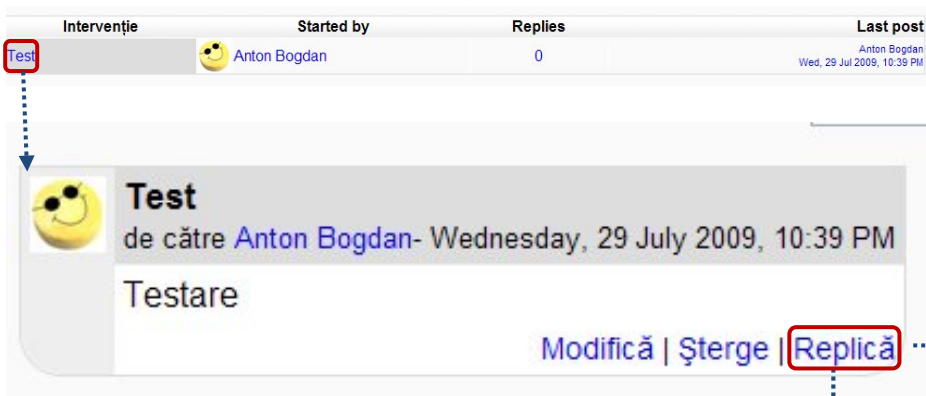 Intervenție Started by Replies Last post
Test Anton Bogdan 0 Anton Bogdan
Wed, 29 Jul 2009, 10:39 PM
Test
de către Anton Bogdan- Wednesday, 29 July 2009, 10:39 PM
Testare
Modifică | Şterge | Replică